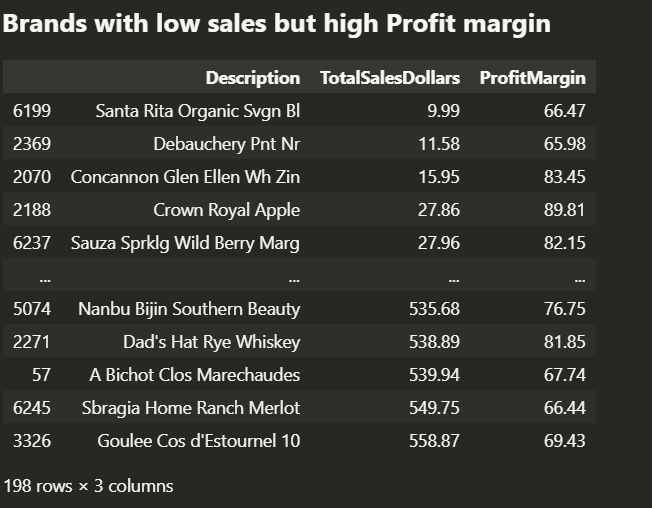 Brands with low sales but high Profit margin
Description TotalSalesDollars ProfitMargin
6199 Santa Rita Organic Svgn Bl 9.99 66.47
2369 Debauchery Pnt Nr 11.58 65.98
2070 Concannon Glen Ellen Wh Zin 15.95 83.45
2188 Crown Royal Apple 27.86 89.81
6237 Sauza Sprklg Wild Berry Marg 27.96 82.15
... ... ... ...
5074 Nanbu Bijin Southern Beauty 535.68 76.75
2271 Dad's Hat Rye Whiskey 538.89 81.85
57 A Bichot Clos Marechaudes 539.94 67.74
6245 Sbragia Home Ranch Merlot 549.75 66.44
3326 Goulee Cos d'Estournel 10 558.87 69.43
198 rows × 3 columns